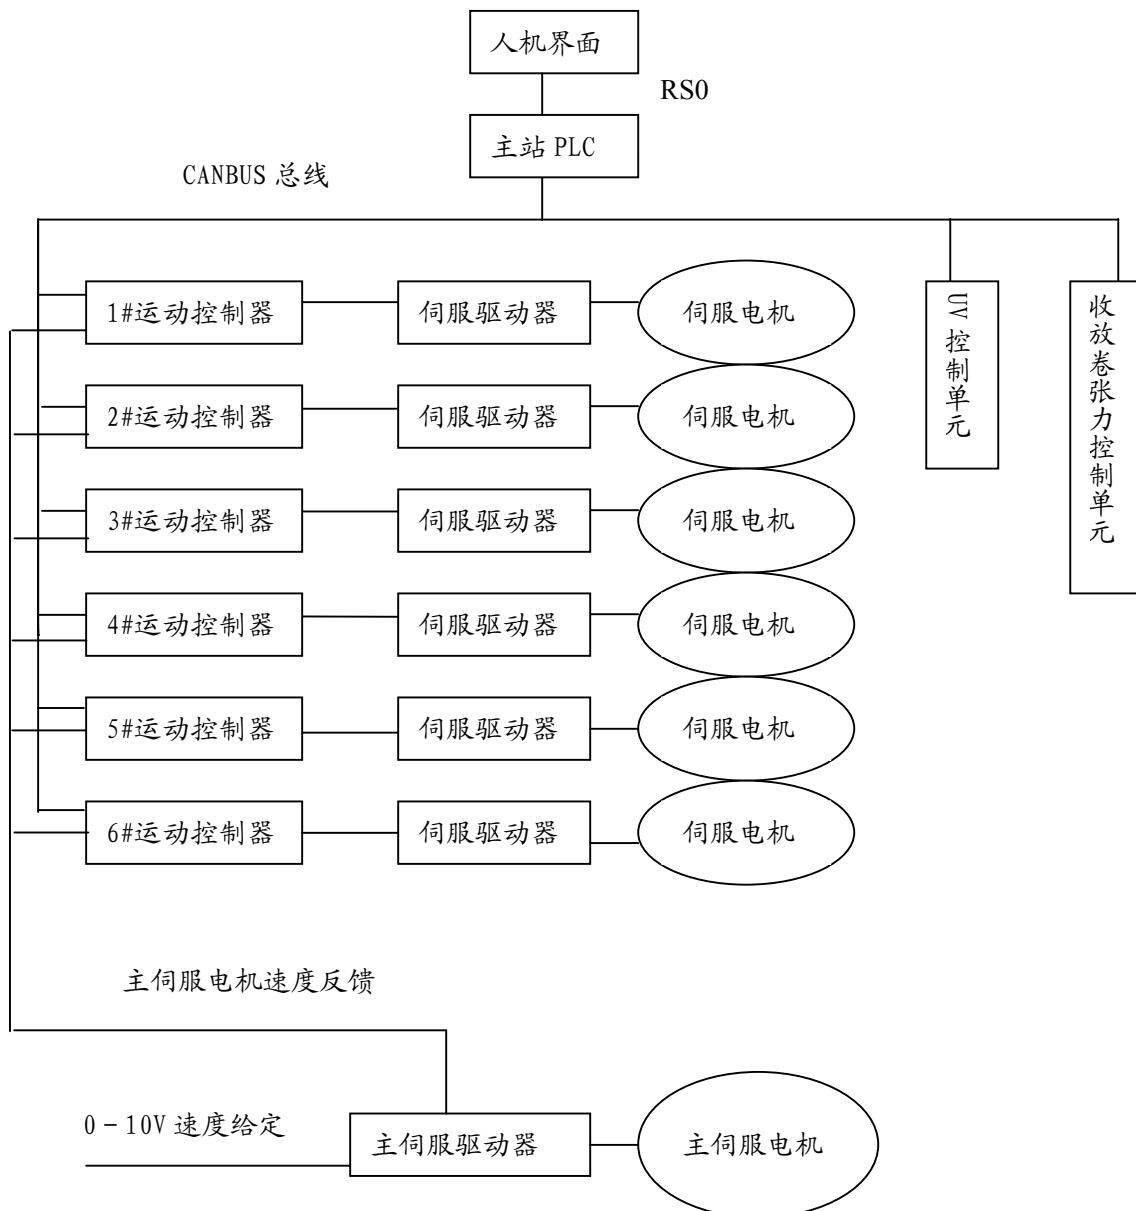 人机界面
RS0
主站 PLC
CANBUS 总线
1#运动控制器
伺服驱动器
伺服电机
2#运动控制器
伺服驱动器
伺服电机
3#运动控制器
伺服驱动器
伺服电机
4#运动控制器
伺服驱动器
伺服电机
5#运动控制器
伺服驱动器
伺服电机
6#运动控制器
伺服驱动器
伺服电机
UV 控制单元
收放卷张力控制单元
主伺服电机速度反馈
0－10V 速度给定
主伺服驱动器
主伺服电机